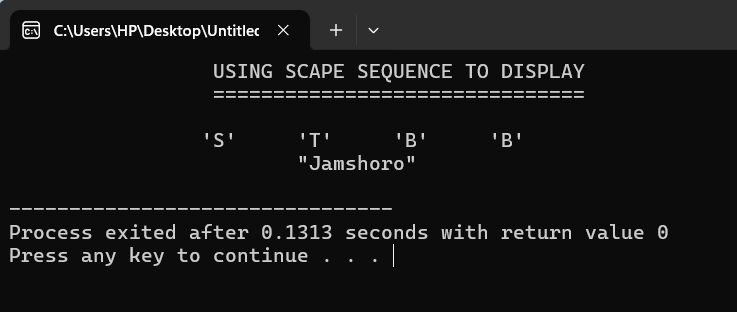 C:\Users\HP\Desktop\Untitlec
USING SCAPE SEQUENCE TO DISPLAY
===============================
'S' 'T' 'B' 'B'
"Jamshoro"
--------------------------------
Process exited after 0.1313 seconds with return value 0
Press any key to continue . . .